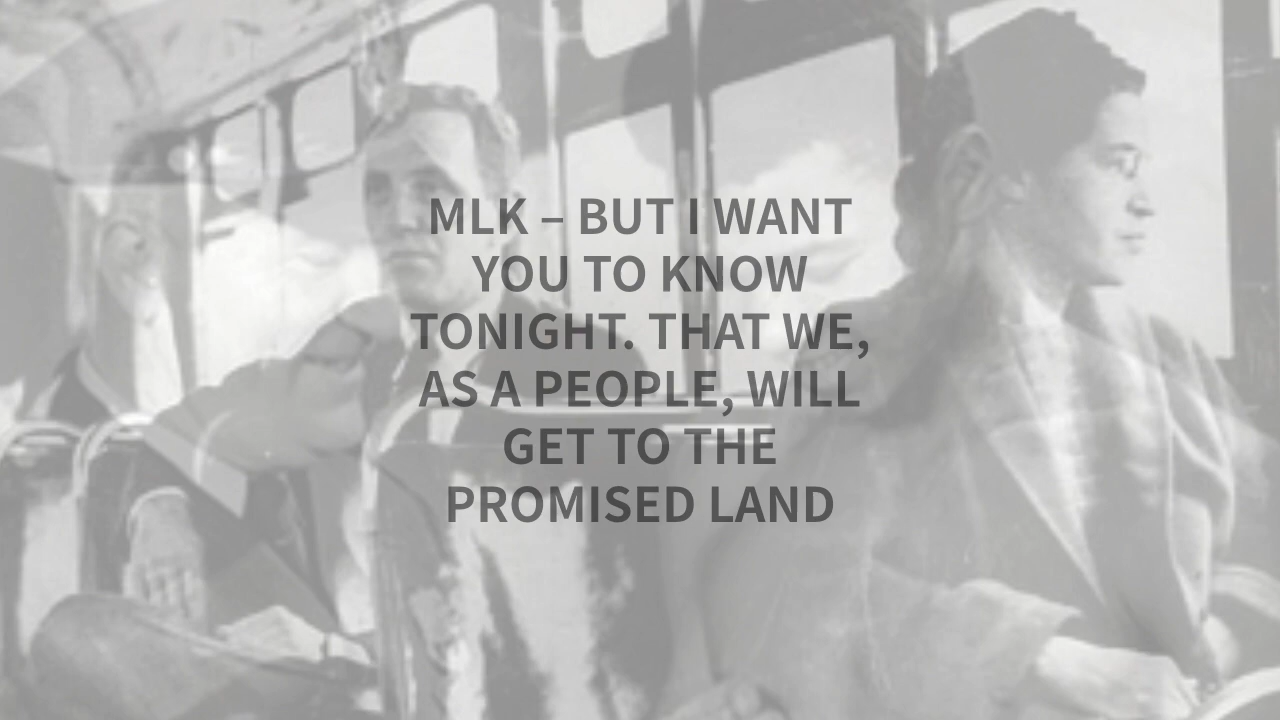 MLK – BUT I WANT
YOU TO KNOW
TONIGHT. THAT WE,
AS A PEOPLE, WILL
GET TO THE
PROMISED LAND